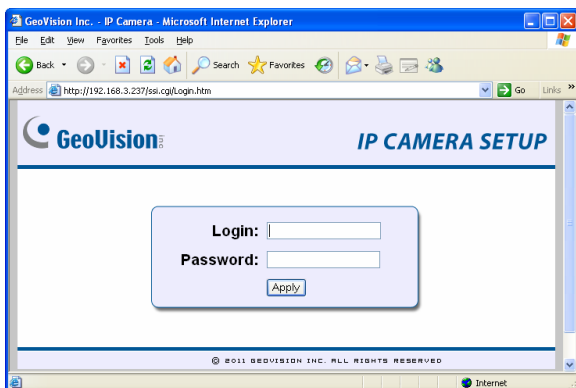 GeoVision Inc. - IP Camera - Microsoft Internet Explorer
File Edit View Favorites Tools Help
Back Search Favorites
Address http://192.168.3.237/ssi.cgi/Login.htm Go Links »
GeoVision inc IP CAMERA SETUP
Login:
Password:
Apply
© 2011 GEOVISION INC. ALL RIGHTS RESERVED
Internet